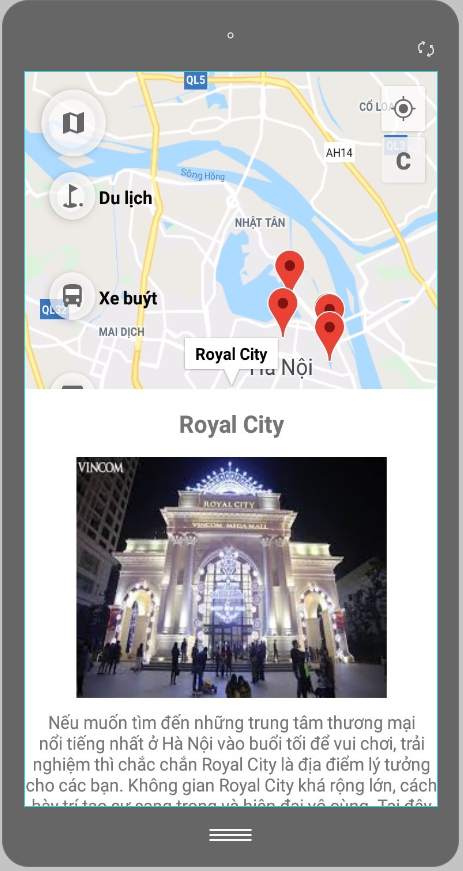 QL5
CỔ LOA
QL3
AH14
C
Sông Hồng
Du lịch
NHẬT TÂN
Xe buýt
QL32
MAI DỊCH
Royal City
Hà Nội
Royal City
VINCOM
ROYAL CITY
VINCOM MEGA MALL
Nếu muốn tìm đến những trung tâm thương mại
nổi tiếng nhất ở Hà Nội vào buổi tối để vui chơi, trải
nghiệm thì chắc chắn Royal City là địa điểm lý tưởng
cho các bạn. Không gian Royal City khá rộng lớn, cách
bày trí tạo sự sang trọng và hiện đại vô cùng. Tại đây